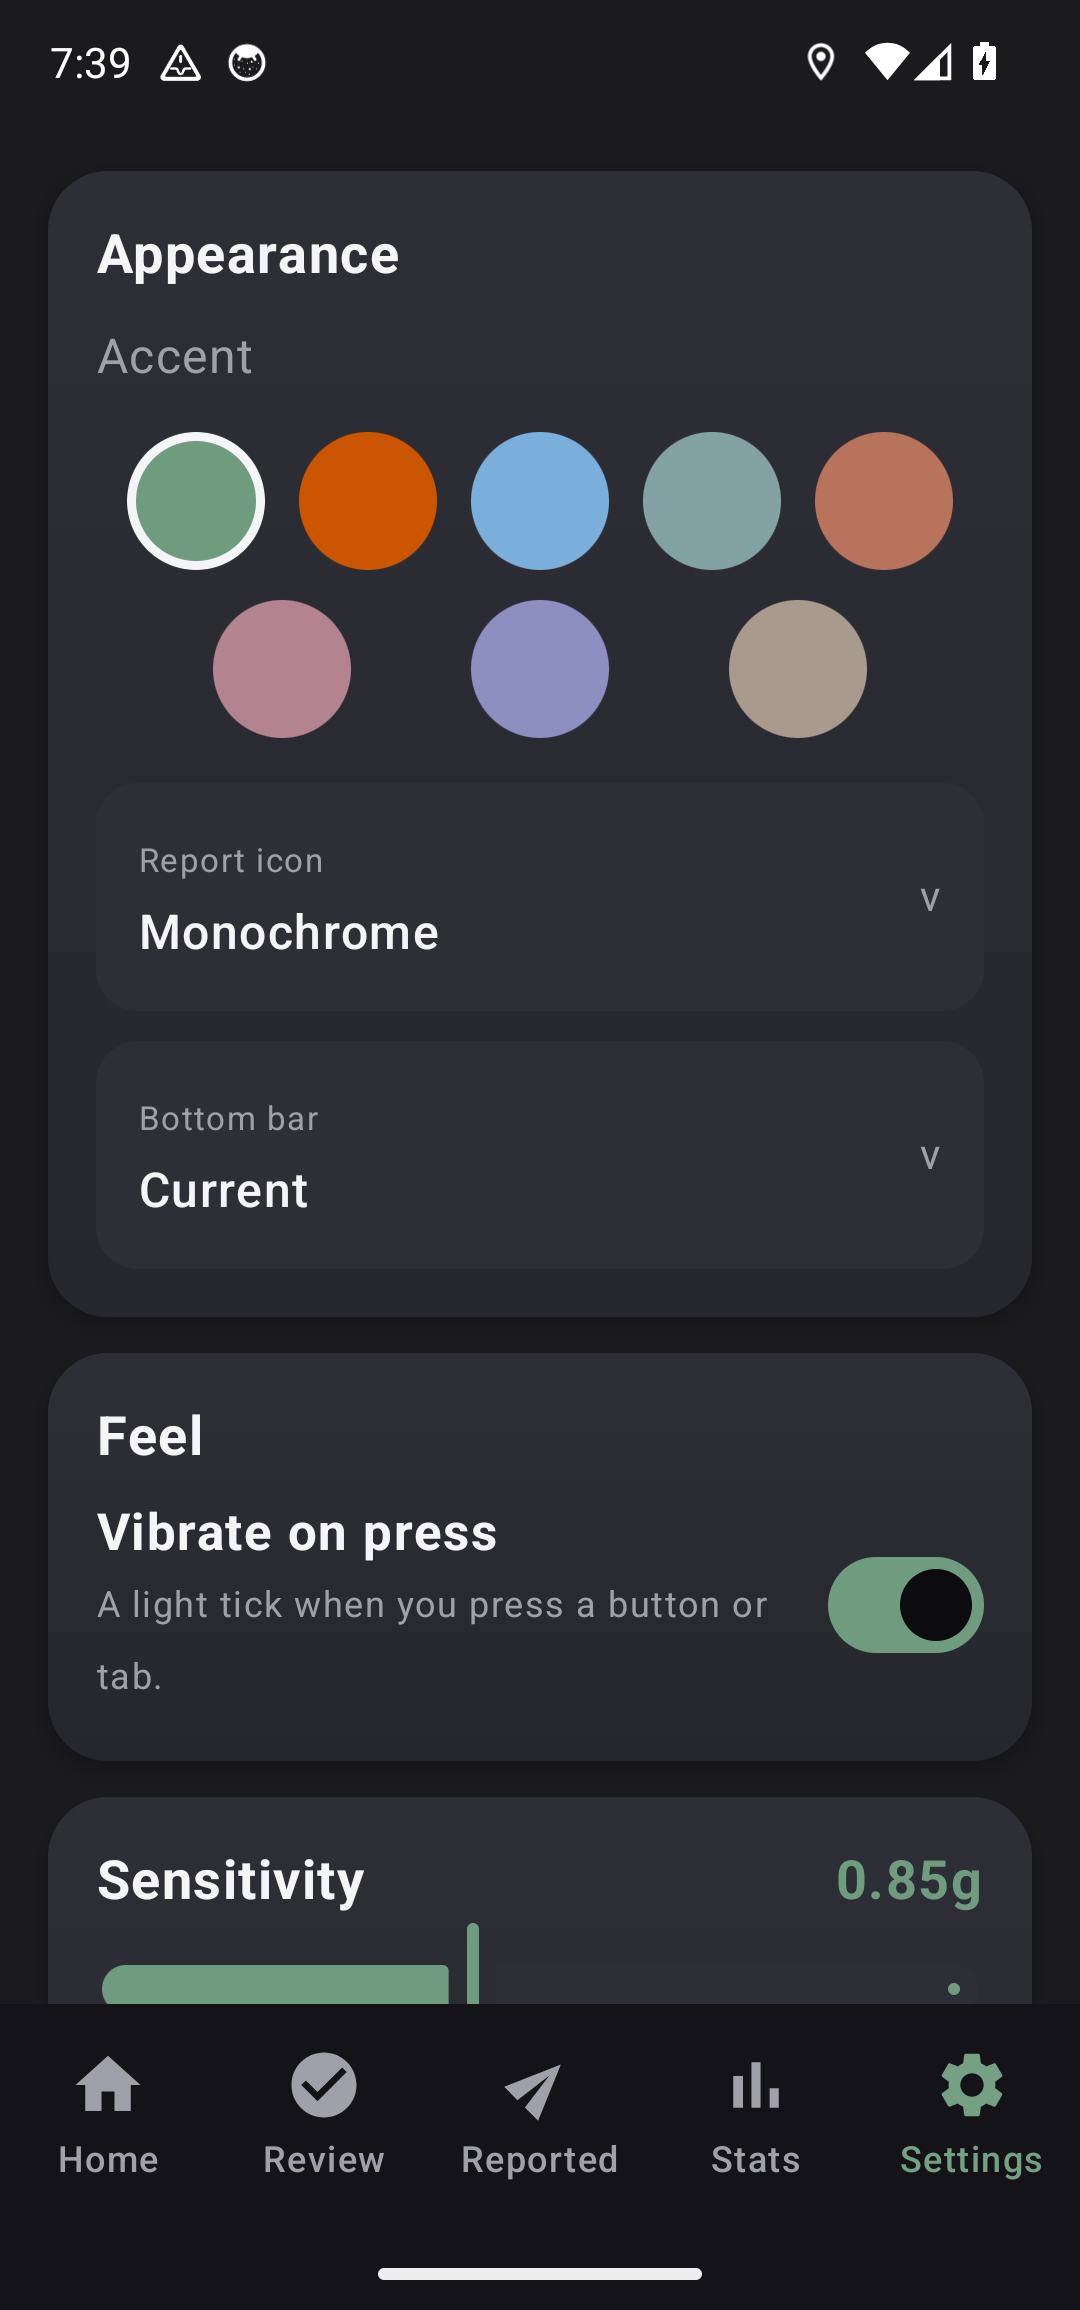 7:39
Appearance
Accent
Report icon
Monochrome
v
Bottom bar
Current
v
Feel
Vibrate on press
A light tick when you press a button or
tab.
Sensitivity 0.85g
Home Review Reported Stats Settings